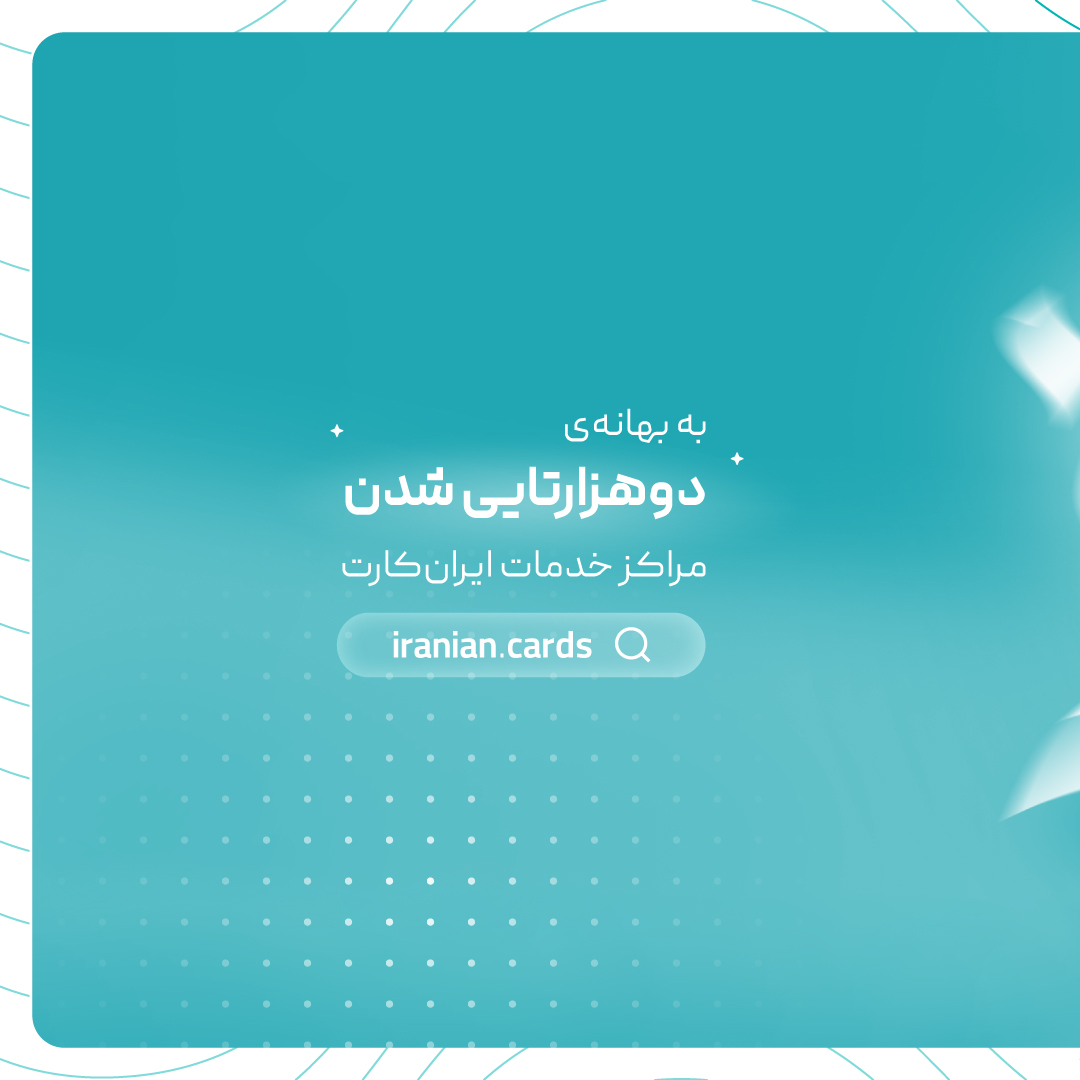 به بهانه‌ی
دوهزارتایی شدن
مراکز خدمات ایران‌کارت
iranian.cards